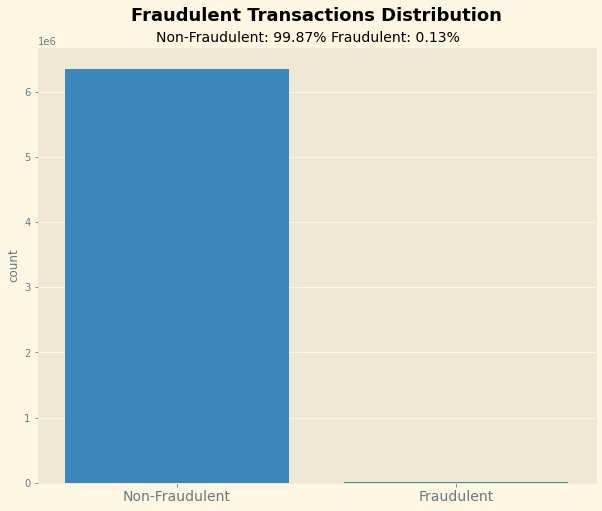 Fraudulent Transactions Distribution
Non-Fraudulent: 99.87% Fraudulent: 0.13%
1e6
6
5
4
3
2
1
0
count
Non-Fraudulent
Fraudulent